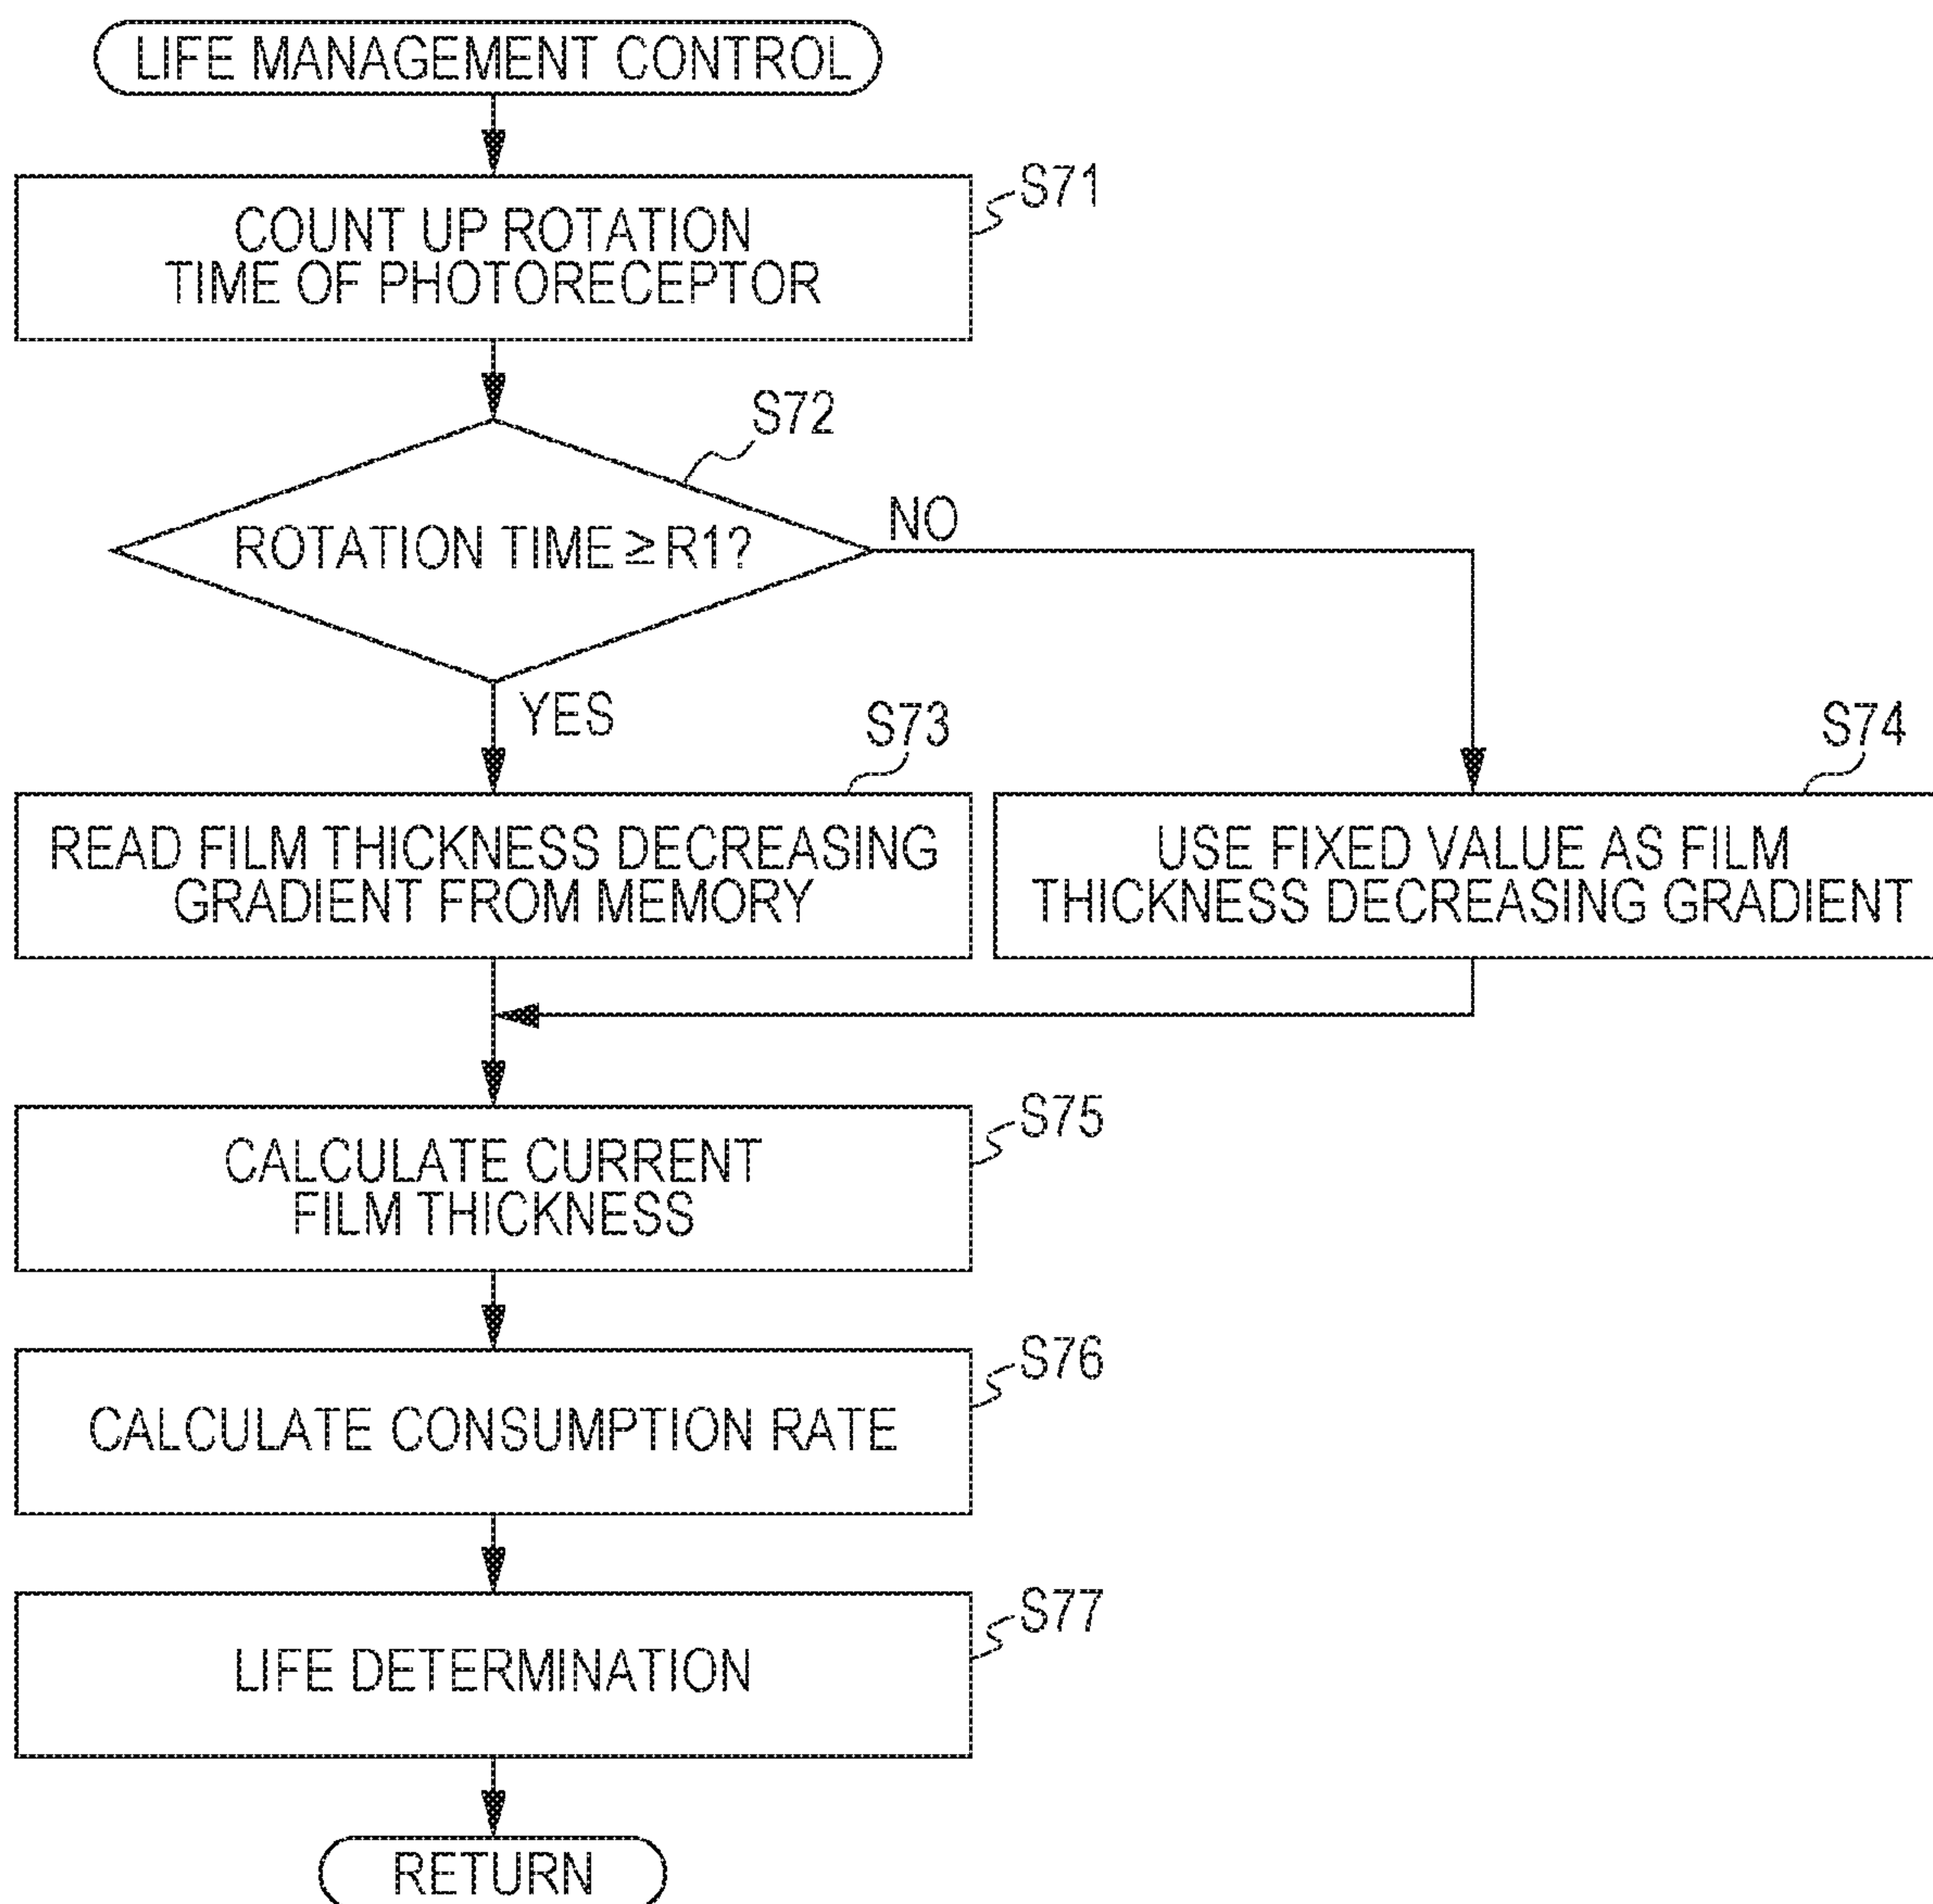 LIFE MANAGEMENT CONTROL
S71
COUNT UP ROTATION
TIME OF PHOTORECEPTOR
S72
ROTATION TIME ≧ R1?
NO
YES
S73
READ FILM THICKNESS DECREASING
GRADIENT FROM MEMORY
S74
USE FIXED VALUE AS FILM
THICKNESS DECREASING GRADIENT
S75
CALCULATE CURRENT
FILM THICKNESS
S76
CALCULATE CONSUMPTION RATE
S77
LIFE DETERMINATION
RETURN